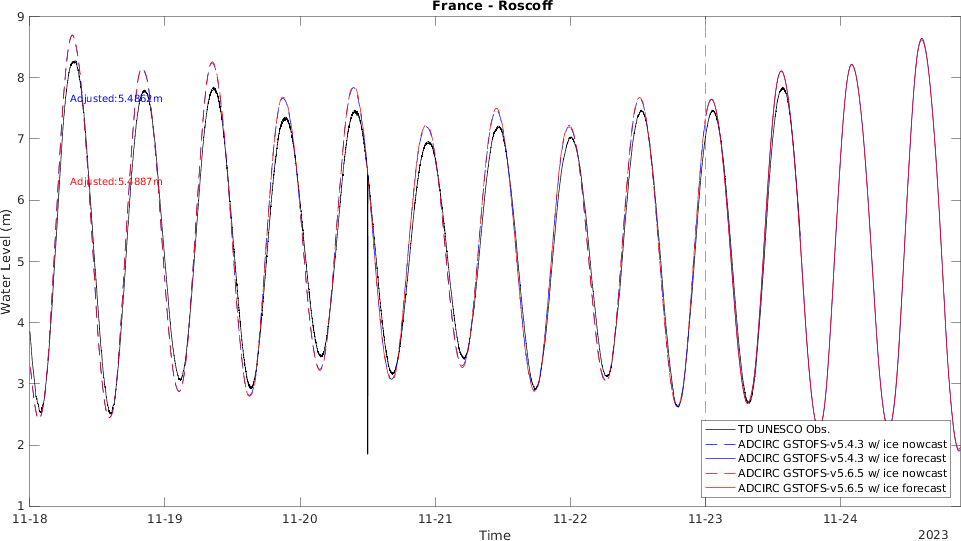 France - Roscoff
9
8
7
6
5
4
3
2
1
Water Level (m)
Adjusted:5.4862m
Adjusted:5.4887m
TD UNESCO Obs.
ADCIRC GSTOFS-v5.4.3 w/ ice nowcast
ADCIRC GSTOFS-v5.4.3 w/ ice forecast
ADCIRC GSTOFS-v5.6.5 w/ ice nowcast
ADCIRC GSTOFS-v5.6.5 w/ ice forecast
11-18 11-19 11-20 11-21 11-22 11-23 11-24
Time
2023